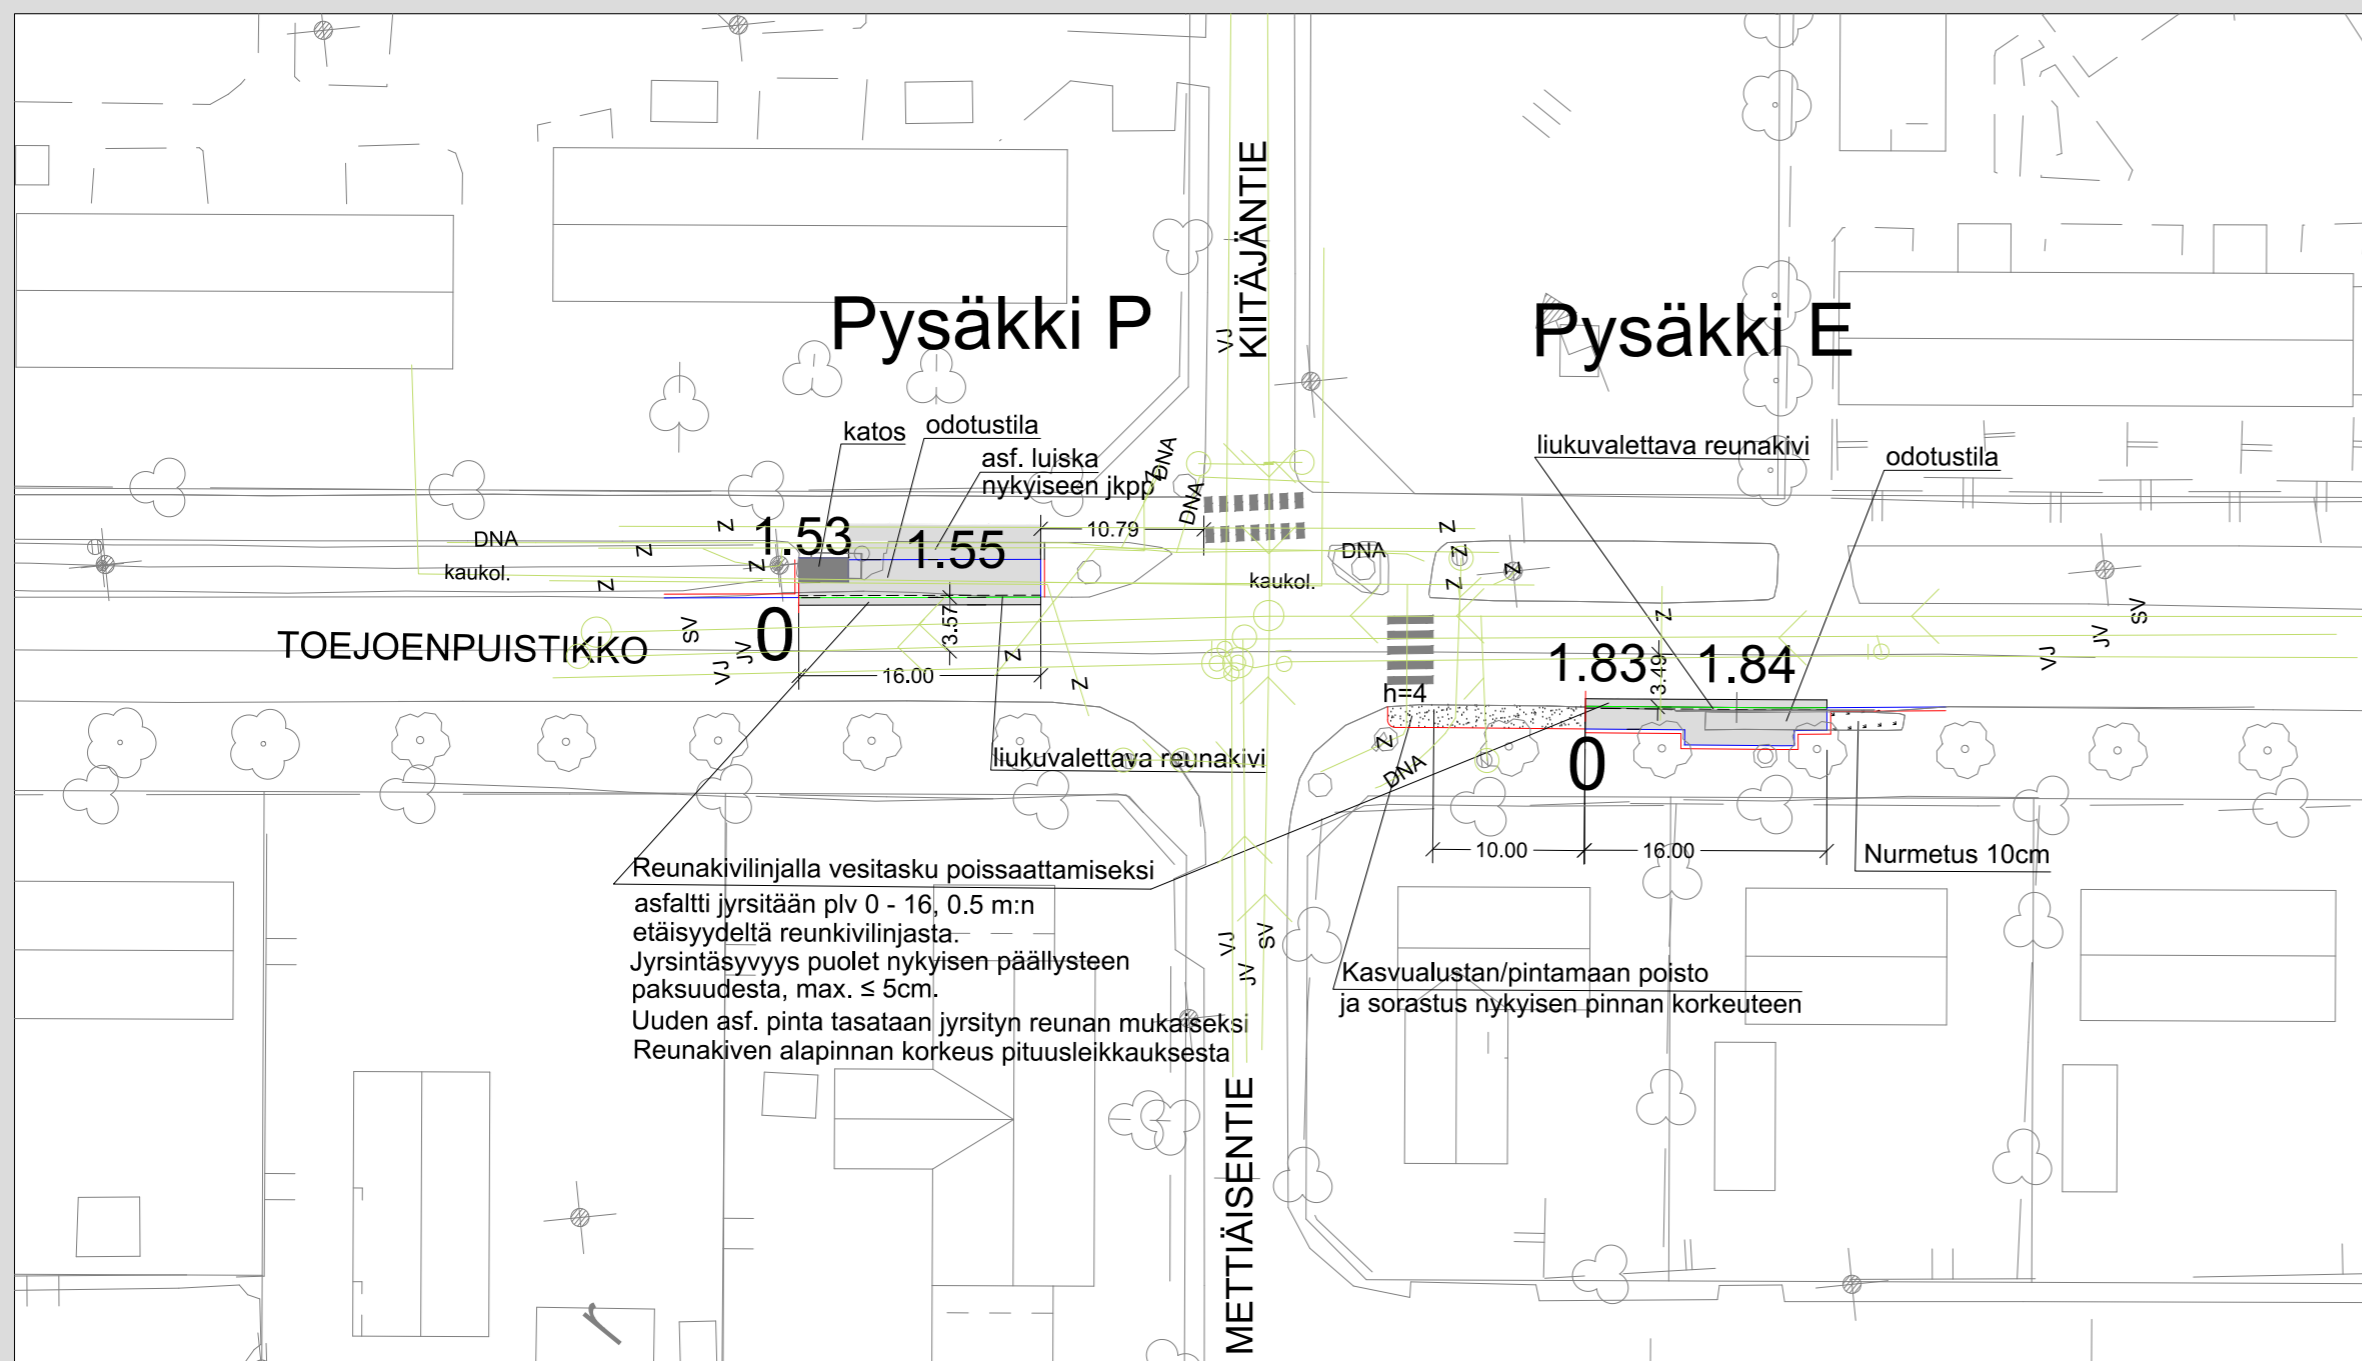 KIITÄJÄNTIE
VJ
Pysäkki P
Pysäkki E
katos
odotustila
asf. luiska
nykyiseen jkpp
DNA
Z
DNA
liukuvalettava reunakivi
odotustila
1.53
1.55
10.79
DNA
kaukol.
Z
Z
Z
Z
DNA
kaukol.
Z
Z
Z
Z
Z
TOEJOENPUISTIKKO
SV
VJ
JV
0
3.57
16.00
Z
Z
1.83
3.49
1.84
VJ
JV
SV
h=4
Z
DNA
0
liukuvalettava reunakivi
10.00
16.00
Nurmetus 10cm
Reunakivilinjalla vesitasku poissaattamiseksi
asfaltti jyrsitään plv 0 - 16, 0.5 m:n
etäisyydeltä reunkivilinjasta.
Jyrsintäsyvyys puolet nykyisen päällysteen
paksuudesta, max. ≤ 5cm.
Uuden asf. pinta tasataan jyrsityn reunan mukaiseksi
Reunakiven alapinnan korkeus pituusleikkauksesta
VJ
JV
SV
Kasvualustan/pintamaan poisto
ja sorastus nykyisen pinnan korkeuteen
METTIÄISENTIE
r